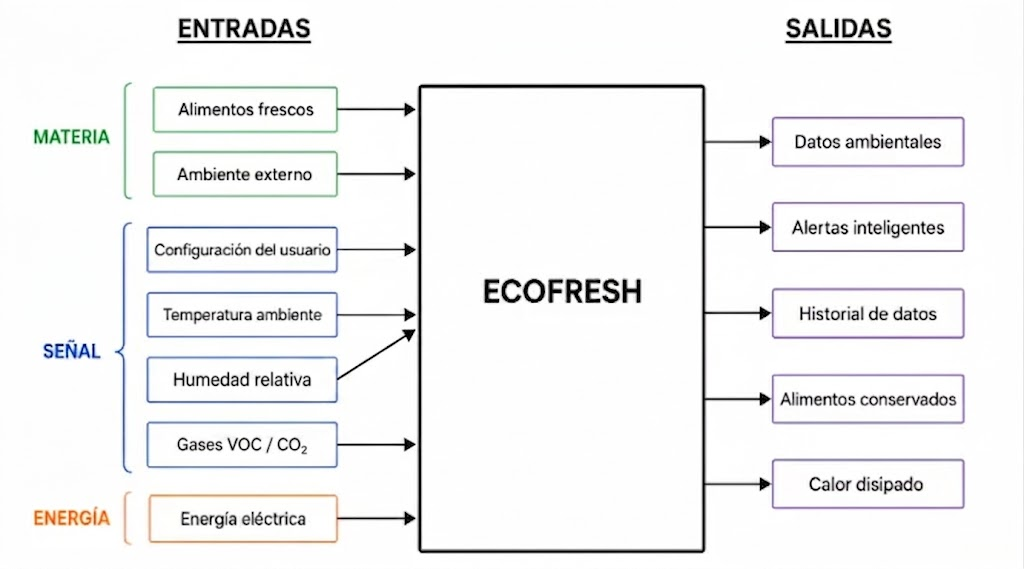 ENTRADAS
SALIDAS
MATERIA
Alimentos frescos
Ambiente externo
SEÑAL
Configuración del usuario
Temperatura ambiente
Humedad relativa
Gases VOC / CO₂
ENERGÍA
Energía eléctrica
ECOFRESH
Datos ambientales
Alertas inteligentes
Historial de datos
Alimentos conservados
Calor disipado